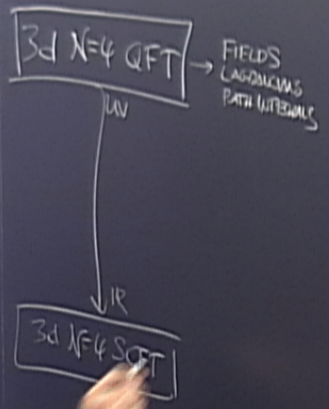 3d N=4 QFT
→ FIELDS
LAGRANGIANS
PATH INTEGRALS
UV
IR
3d N=4 SCFT